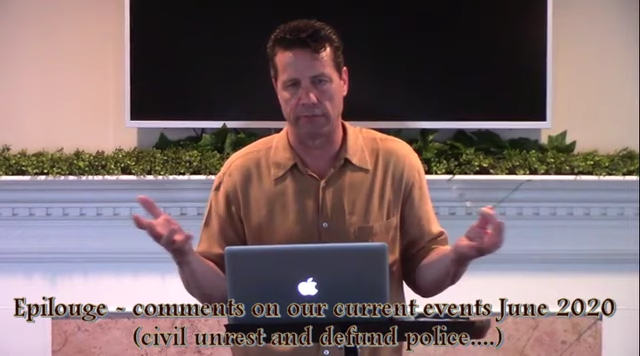 Epilouge ~ comments on our current events June 2020
(civil unrest and defund police....)